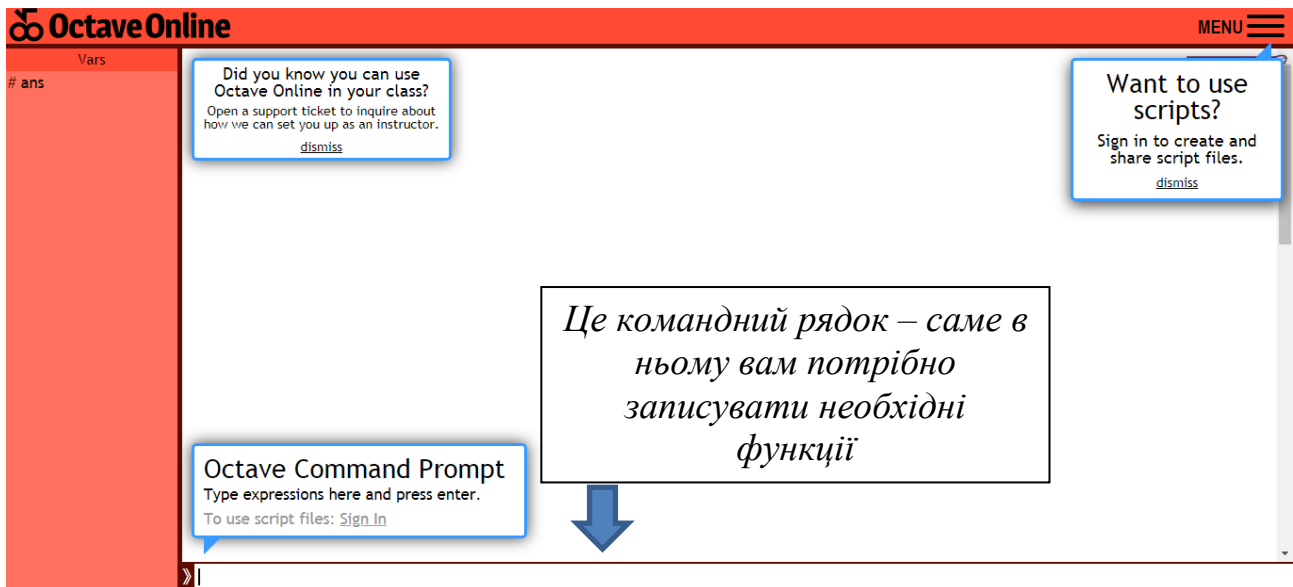 Octave Online
MENU
Vars
# ans
Did you know you can use
Octave Online in your class?
Open a support ticket to inquire about
how we can set you up as an instructor.
dismiss
Want to use
scripts?
Sign in to create and
share script files.
dismiss
Це командний рядок – саме в
ньому вам потрібно
записувати необхідні
функції
Octave Command Prompt
Type expressions here and press enter.
To use script files: Sign In
»